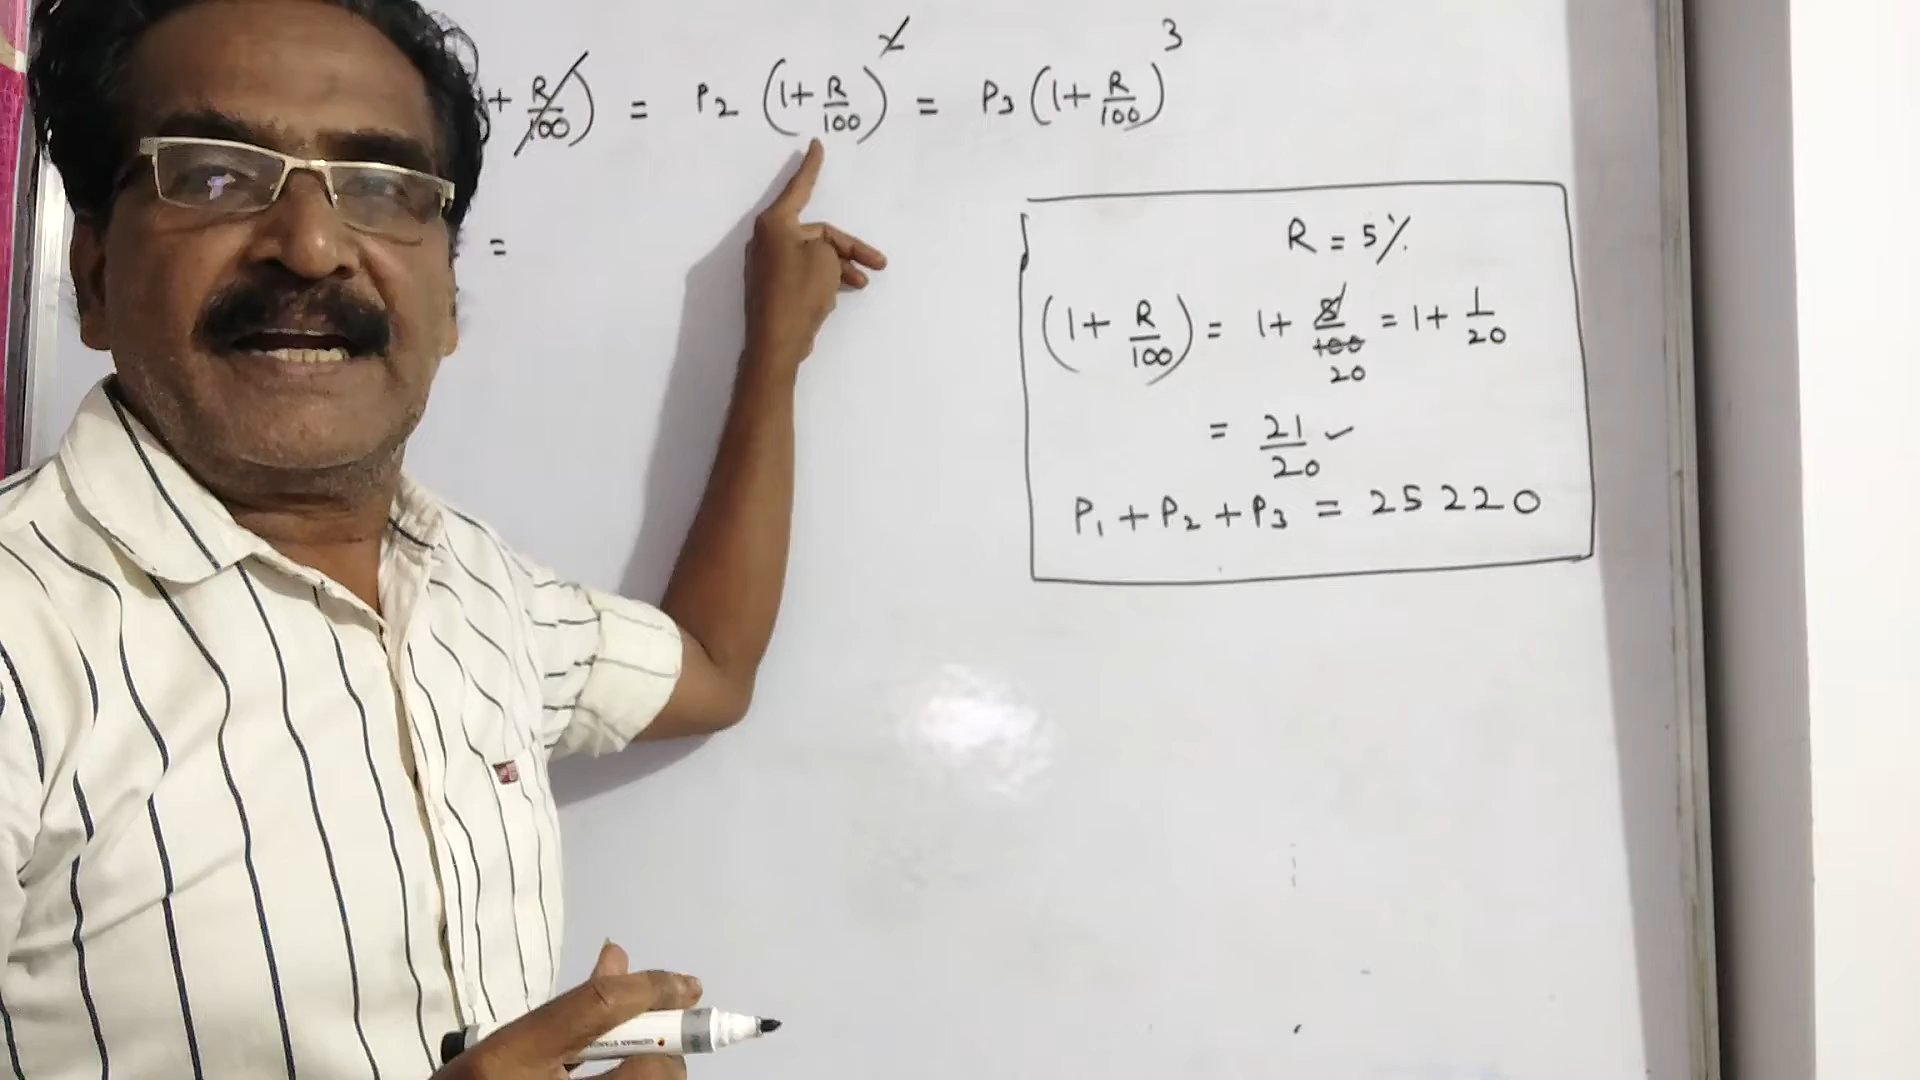 + R/100) = P2 (1 + R/100)^2 = P3 (1 + R/100)^3
=
R = 5%
(1 + R/100) = 1 + 5/100 20 = 1 + 1/20
= 21/20 ✓
P1 + P2 + P3 = 25220